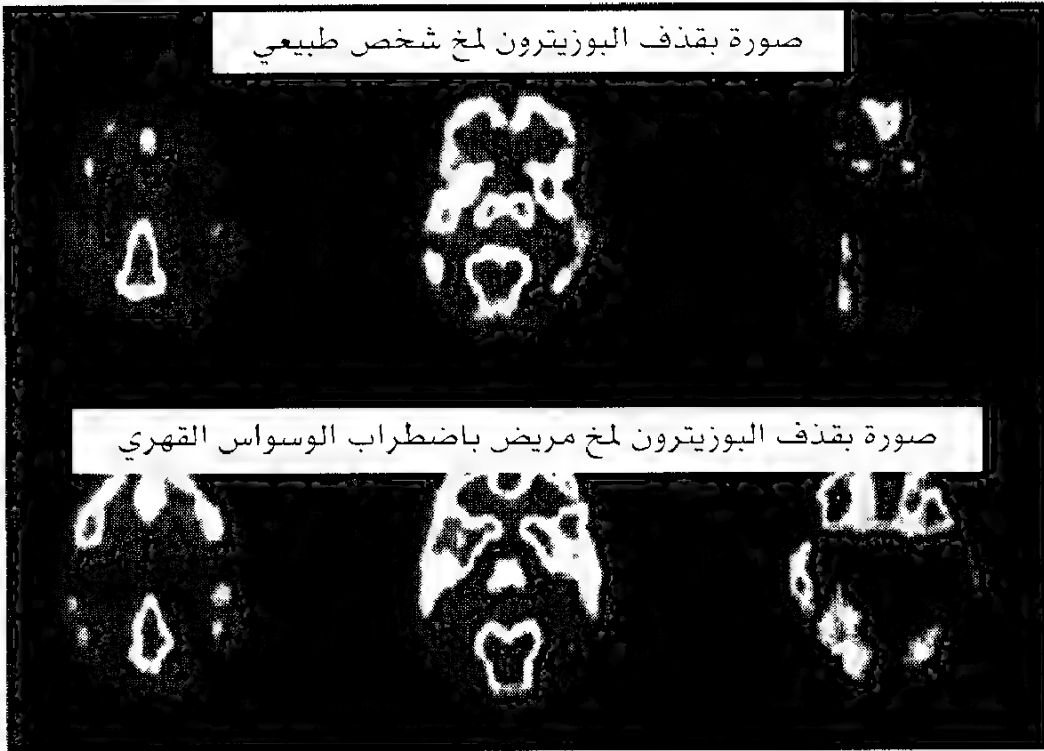 صورة بقذف البوزيترون لمخ شخص طبيعي
صورة بقذف البوزيترون لمخ مريض باضطراب الوسواس القهري